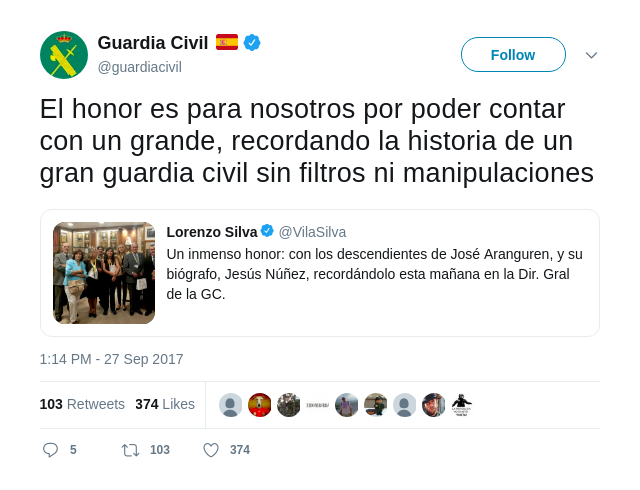 Guardia Civil
@guardiacivil
Follow
El honor es para nosotros por poder contar
con un grande, recordando la historia de un
gran guardia civil sin filtros ni manipulaciones
Lorenzo Silva @VilaSilva
Un inmenso honor: con los descendientes de José Aranguren, y su
biógrafo, Jesús Núñez, recordándolo esta mañana en la Dir. Gral
de la GC.
1:14 PM - 27 Sep 2017
103 Retweets 374 Likes
5 103 374